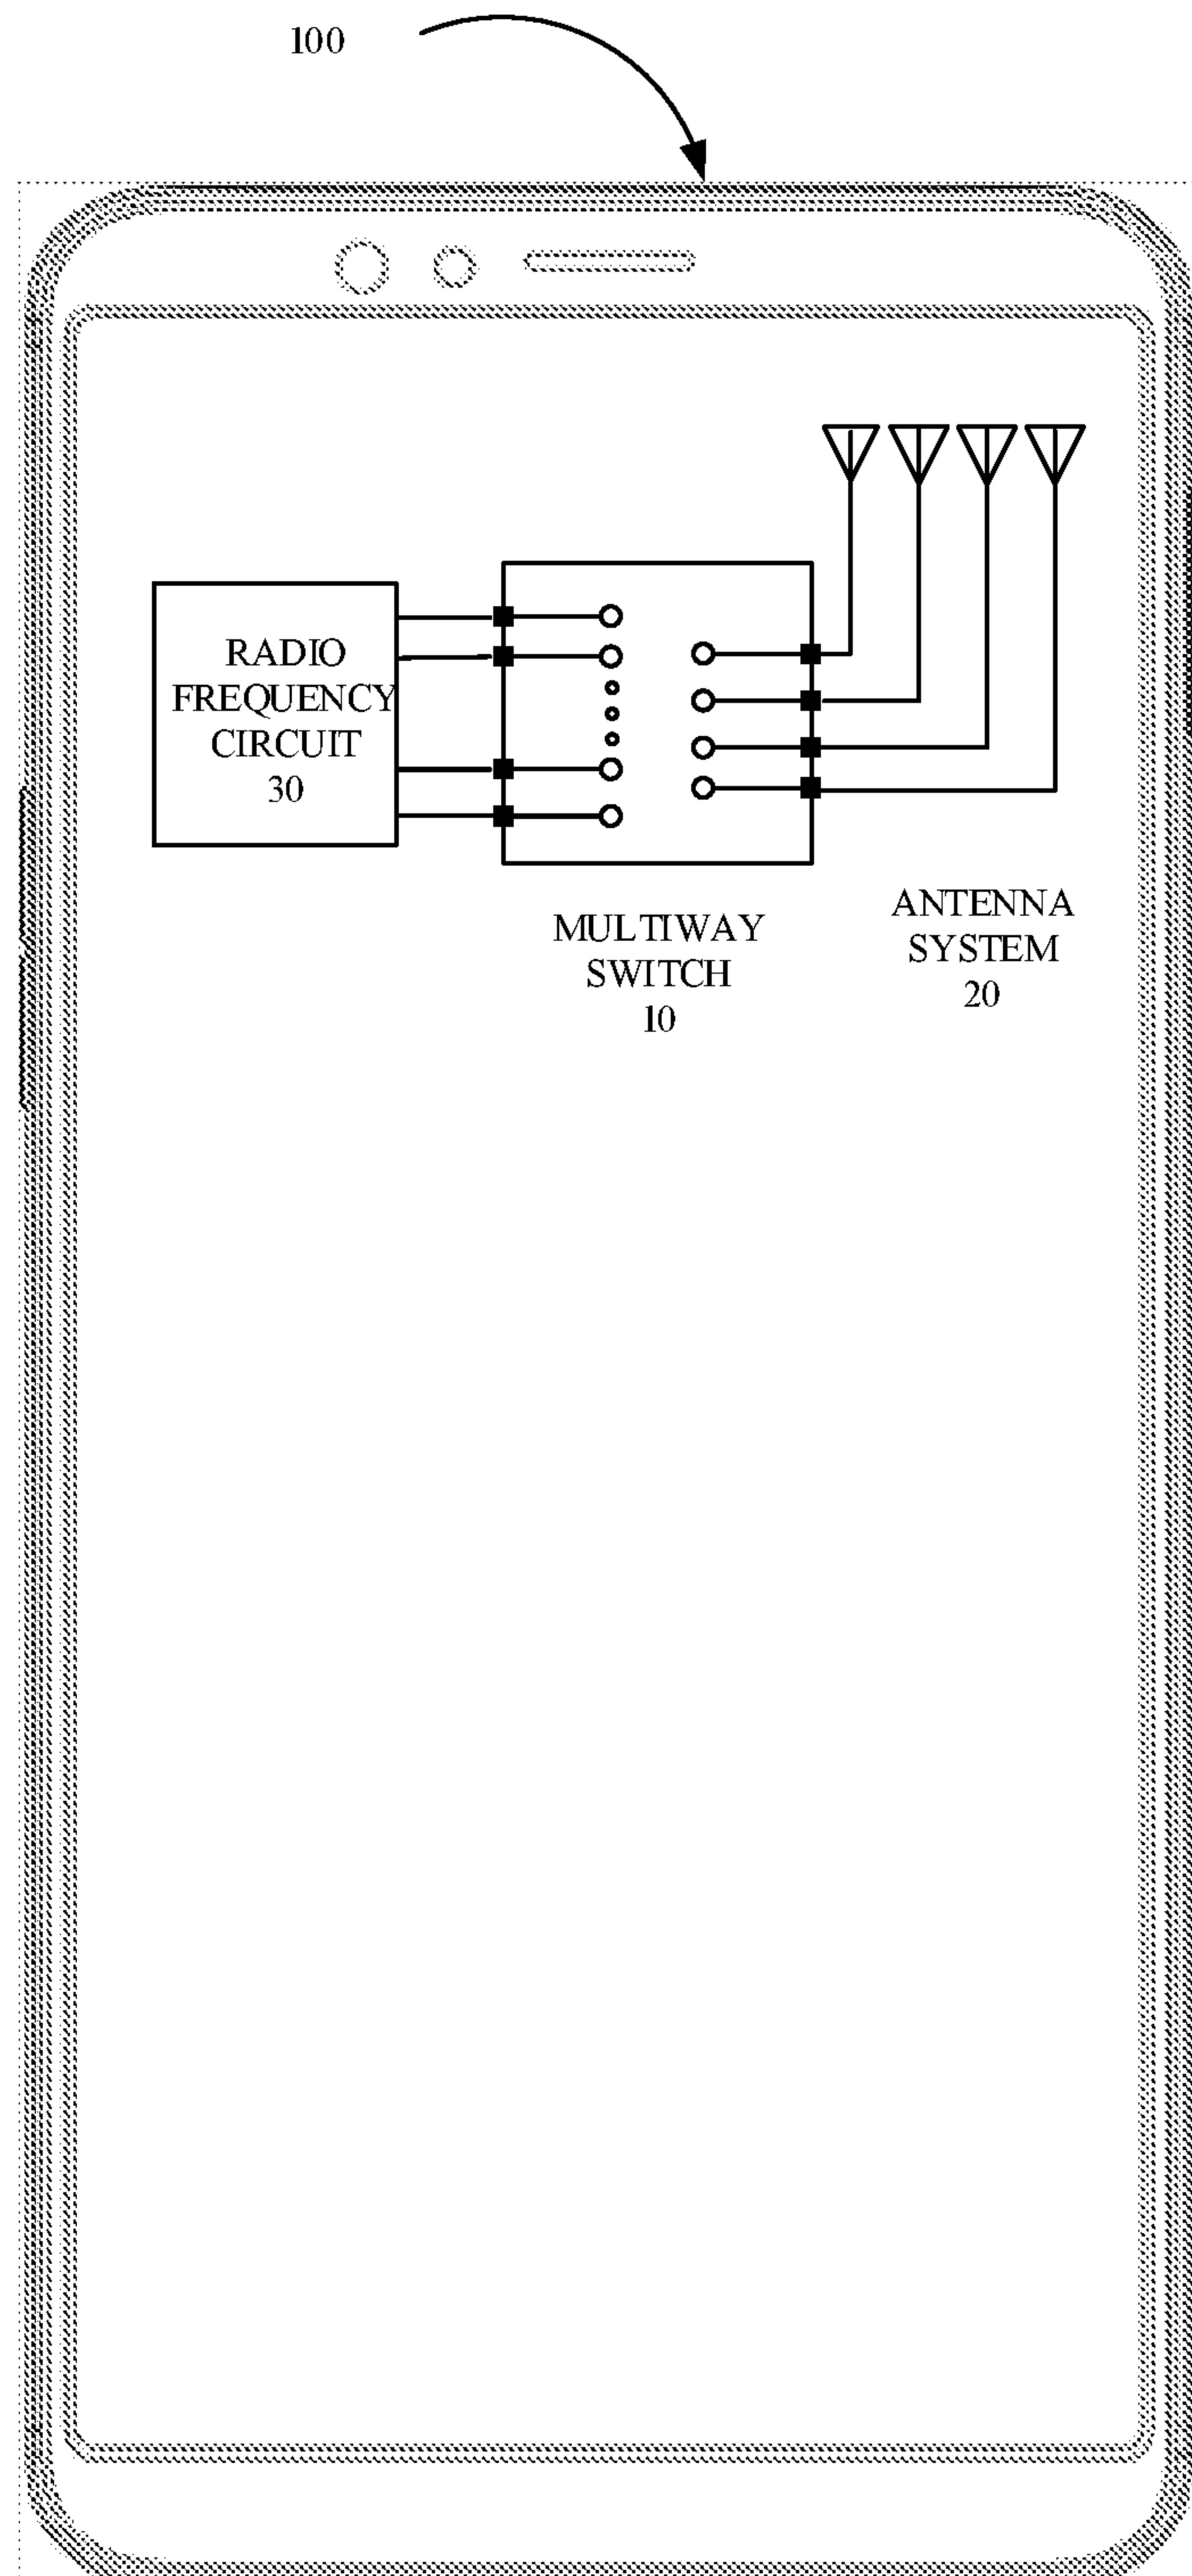 100
RADIO
FREQUENCY
CIRCUIT
30
MULTIWAY
SWITCH
10
ANTENNA
SYSTEM
20